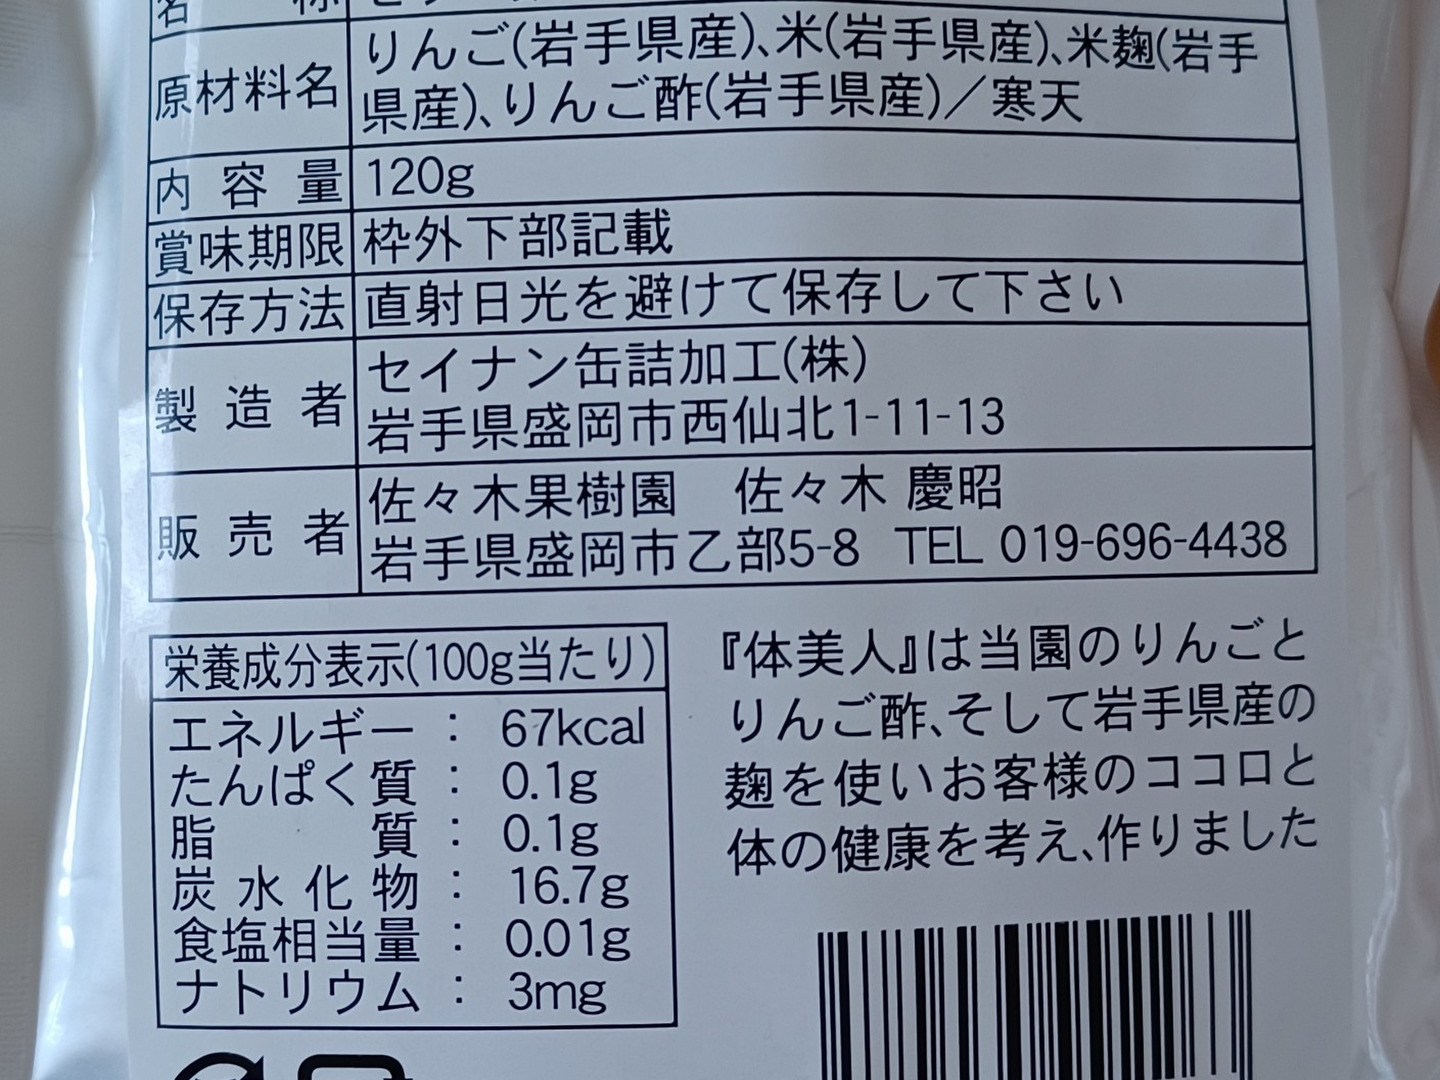 原材料名 りんご(岩手県産)、米(岩手県産)、米麹(岩手
県産)、りんご酢(岩手県産)／寒天
内容量 120g
賞味期限 枠外下部記載
保存方法 直射日光を避けて保存して下さい
製造者 セイナン缶詰加工(株)
岩手県盛岡市西仙北1-11-13
販売者 佐々木果樹園 佐々木 慶昭
岩手県盛岡市乙部5-8 TEL 019-696-4438
栄養成分表示(100g当たり)
エネルギー : 67kcal
たんぱく質 : 0.1g
脂質 : 0.1g
炭水化物 : 16.7g
食塩相当量 : 0.01g
ナトリウム : 3mg
『体美人』は当園のりんごと
りんご酢、そして岩手県産の
麹を使いお客様のココロと
体の健康を考え、作りました